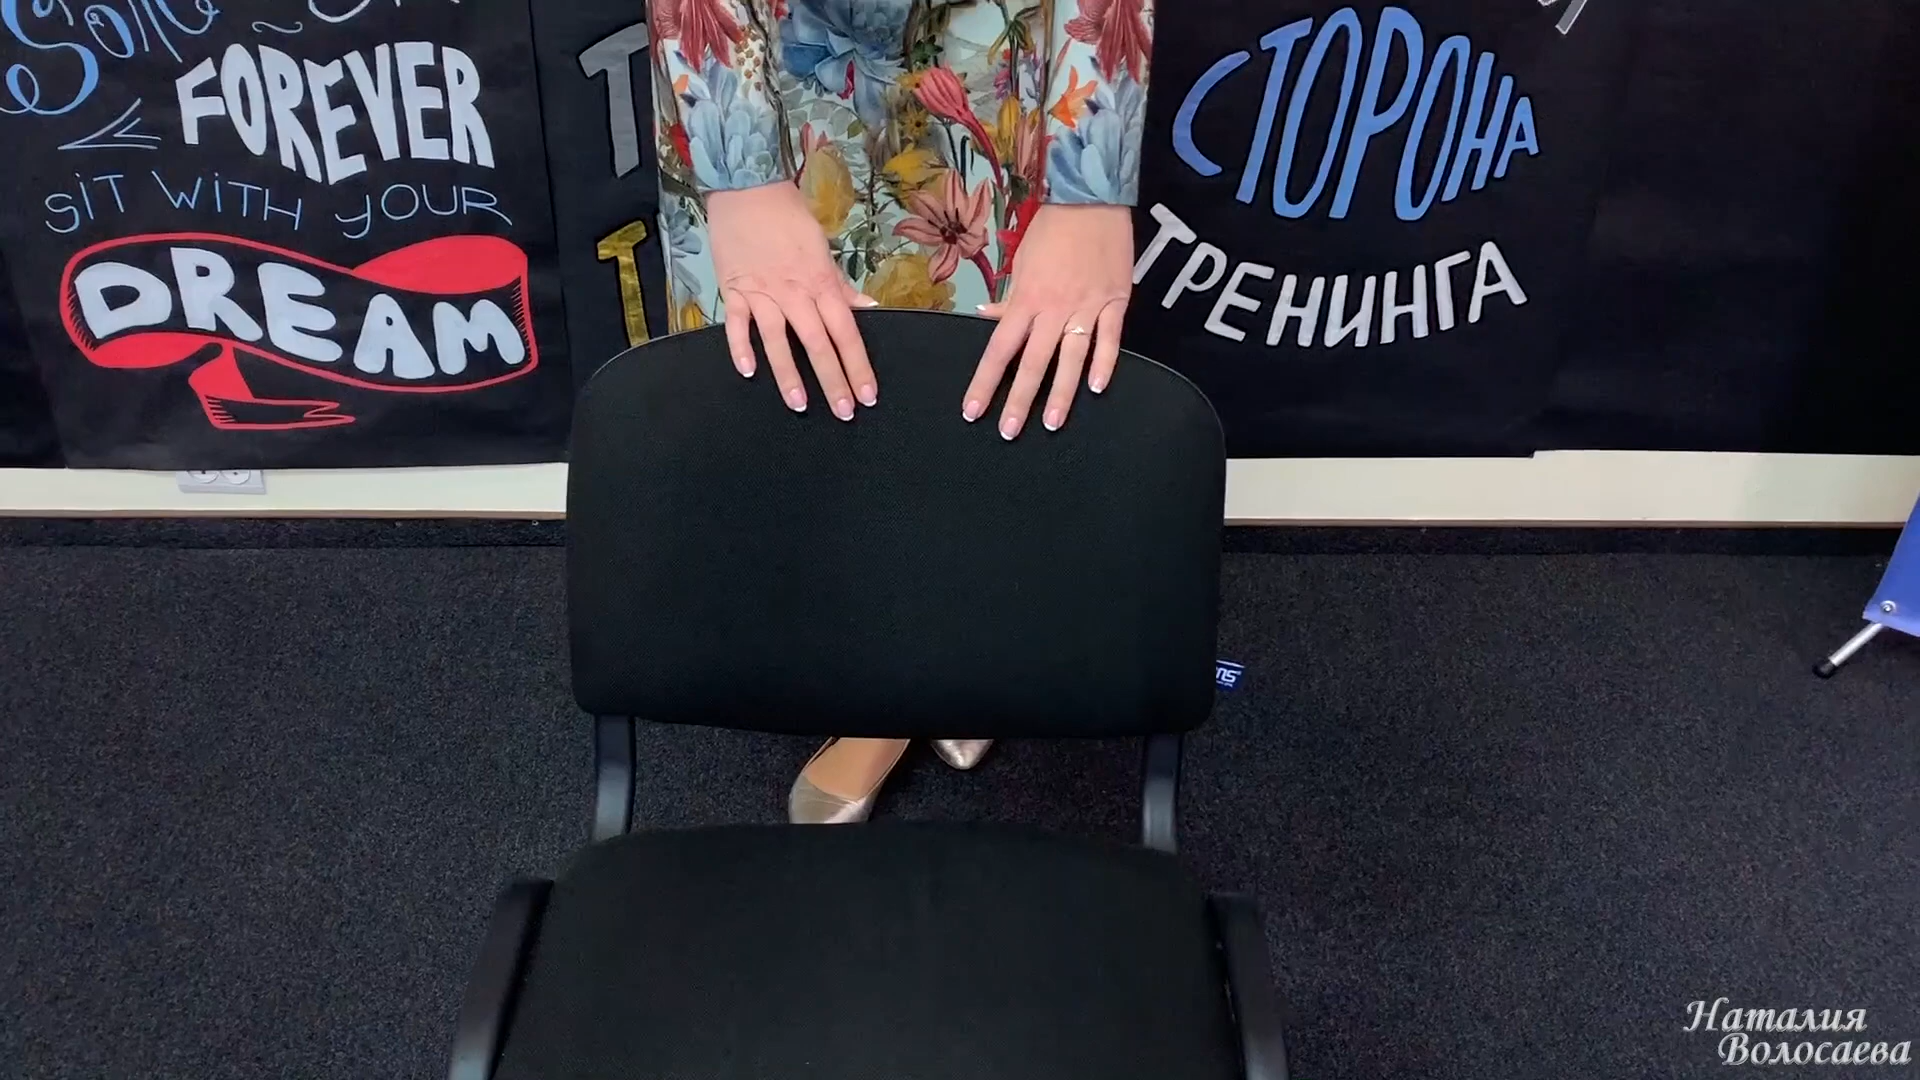 FOREVER
SIT WITH YOUR
DREAM
СТОРОНА
ТРЕНИНГА
Наталия
Волосаева